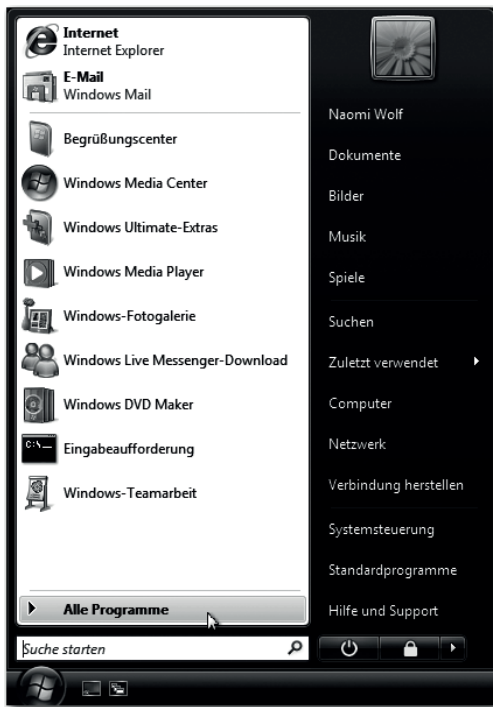 Internet
Internet Explorer
E-Mail
Windows Mail
Begrüßungscenter
Windows Media Center
Windows Ultimate-Extras
Windows Media Player
Windows-Fotogalerie
Windows Live Messenger-Download
Windows DVD Maker
C:\_
Eingabeaufforderung
Windows-Teamarbeit
Alle Programme
Suche starten
Naomi Wolf
Dokumente
Bilder
Musik
Spiele
Suchen
Zuletzt verwendet
Computer
Netzwerk
Verbindung herstellen
Systemsteuerung
Standardprogramme
Hilfe und Support